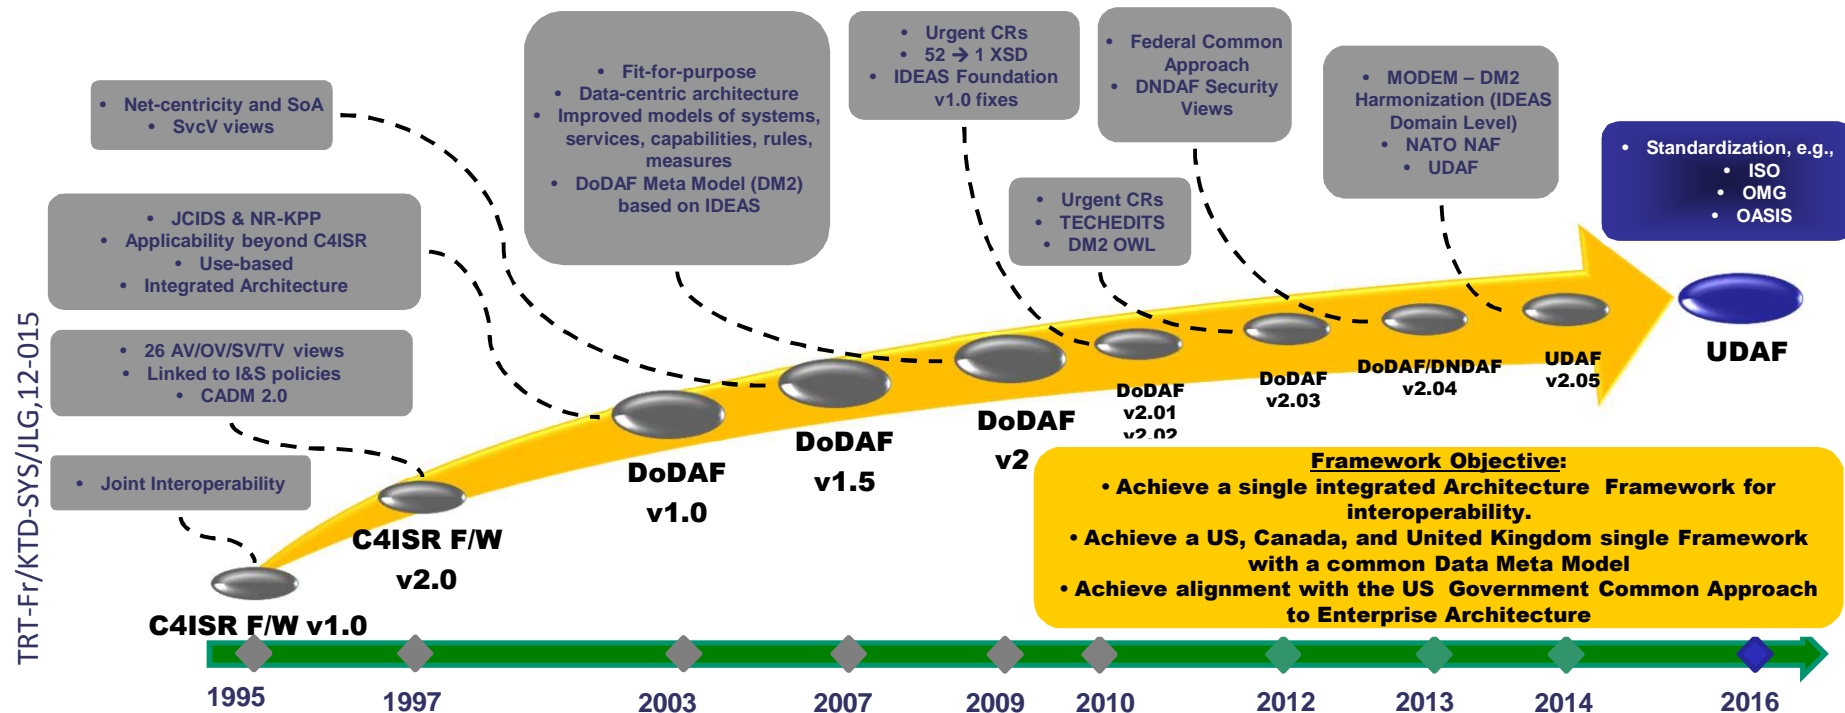 • Net-centricity and SoA
• SvcV views
• JCIDS & NR-KPP
• Applicability beyond C4ISR
• Use-based
• Integrated Architecture
• 26 AV/OV/SV/TV views
• Linked to I&S policies
• CADM 2.0
• Joint Interoperability
• Fit-for-purpose
• Data-centric architecture
• Improved models of systems,
services, capabilities, rules,
measures
• DoDAF Meta Model (DM2)
based on IDEAS
• Urgent CRs
• 52 → 1 XSD
• IDEAS Foundation
v1.0 fixes
• Urgent CRs
• TECHEDITS
• DM2 OWL
• Federal Common
Approach
• DNDAF Security
Views
• MODEM – DM2
Harmonization (IDEAS
Domain Level)
• NATO NAF
• UDAF
• Standardization, e.g.,
• ISO
• OMG
• OASIS
C4ISR F/W v1.0
C4ISR F/W
v2.0
DoDAF
v1.0
DoDAF
v1.5
DoDAF
v2
DoDAF
v2.01
v2.02
DoDAF
v2.03
DoDAF/DNDAF
v2.04
UDAF
v2.05
UDAF
Framework Objective:
• Achieve a single integrated Architecture Framework for
interoperability.
• Achieve a US, Canada, and United Kingdom single Framework
with a common Data Meta Model
• Achieve alignment with the US Government Common Approach
to Enterprise Architecture
1995
1997
2003
2007
2009
2010
2012
2013
2014
2016
TRT-Fr/KTD-SYS/JLG,12-015